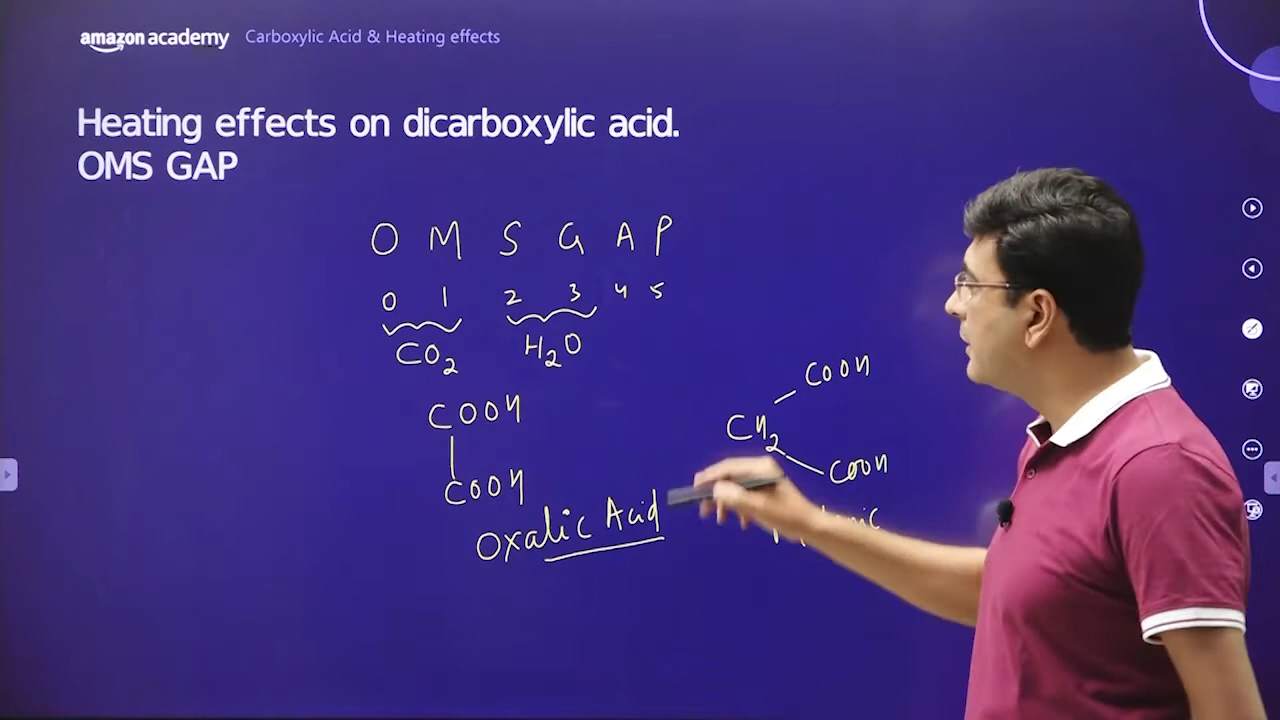 amazon academy Carboxylic Acid & Heating effects
Heating effects on dicarboxylic acid.
OMS GAP
O M S G A P
0 1 2 3 4 5
CO2 H2O
COOH
COOH
Oxalic Acid
COOH
CH2
COOH